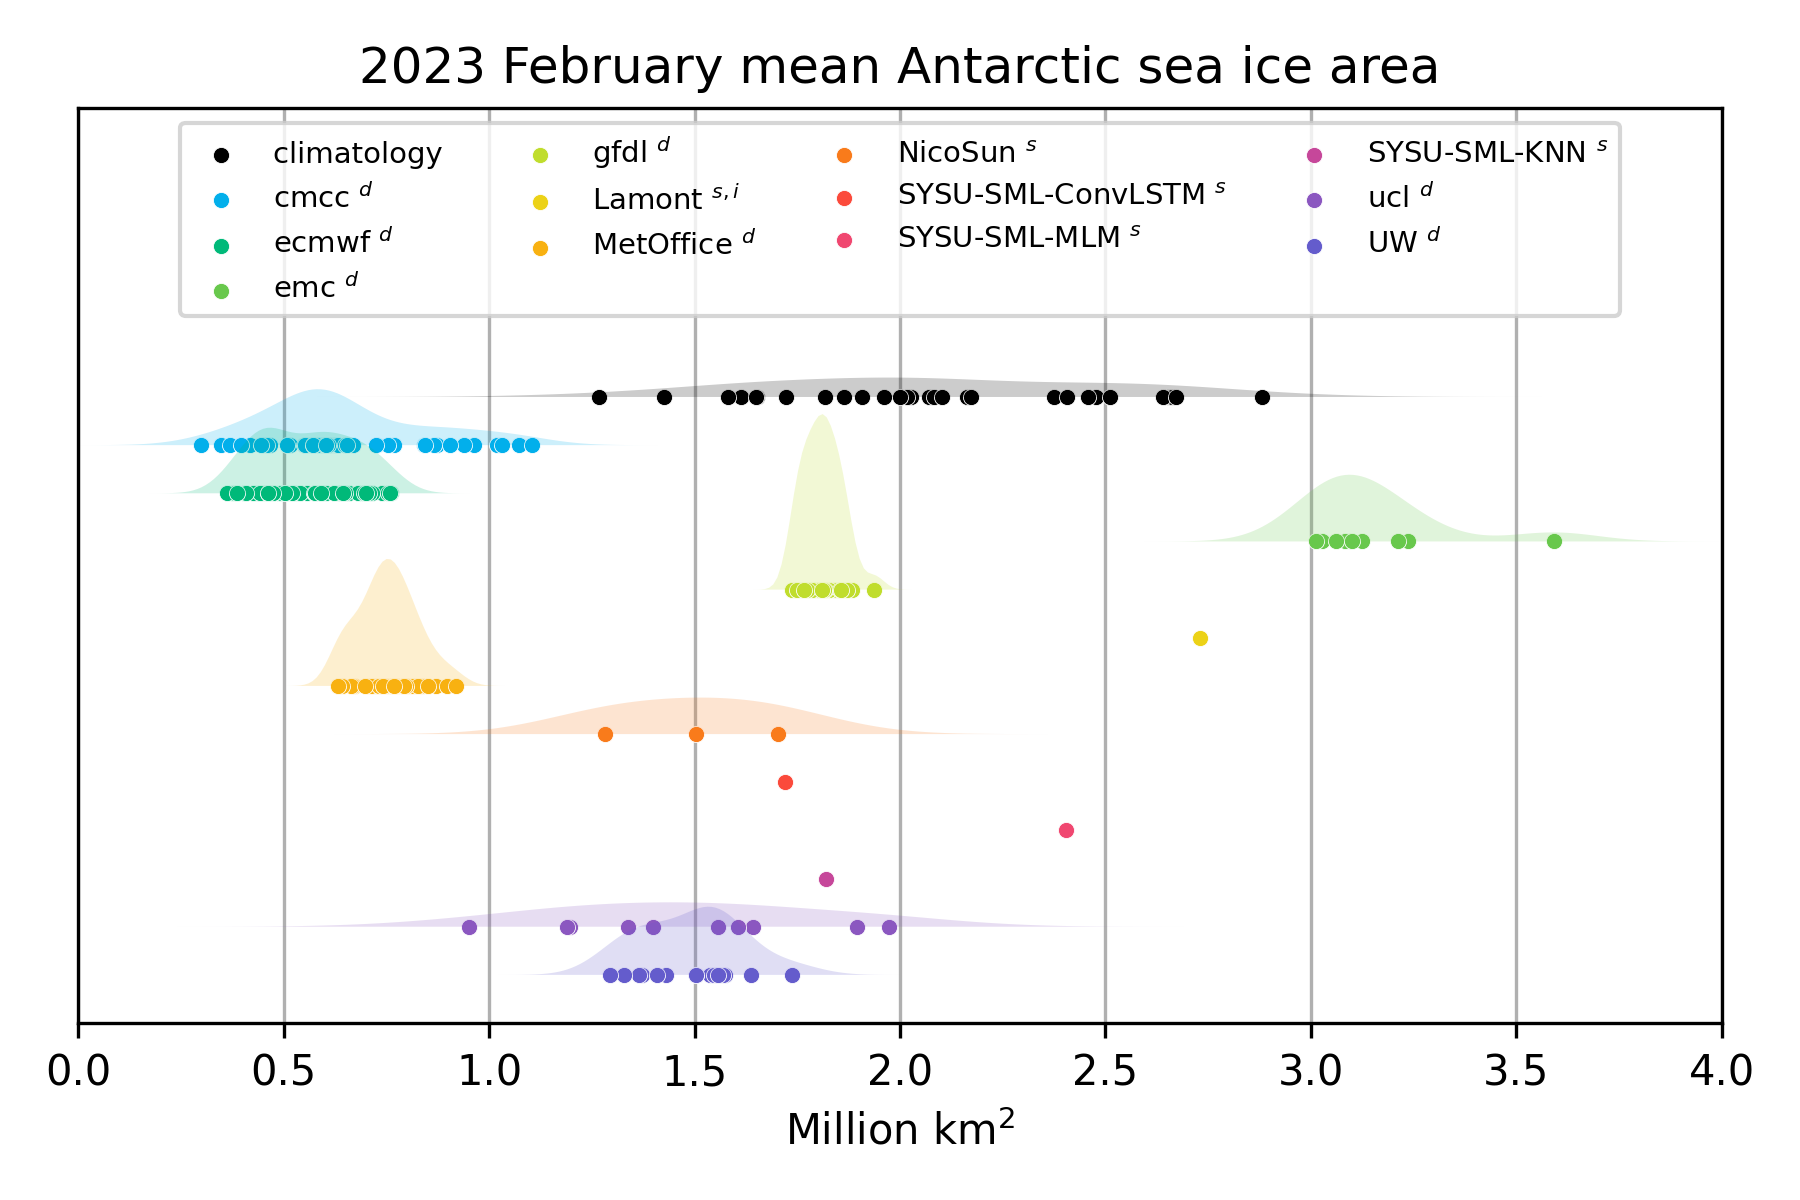 2023 February mean Antarctic sea ice area
climatology
cmcc ᵈ
ecmwf ᵈ
emc ᵈ
gfdl ᵈ
Lamont ˢ,ⁱ
MetOffice ᵈ
NicoSun ˢ
SYSU-SML-ConvLSTM ˢ
SYSU-SML-MLM ˢ
SYSU-SML-KNN ˢ
ucl ᵈ
UW ᵈ
0.0 0.5 1.0 1.5 2.0 2.5 3.0 3.5 4.0
Million km²